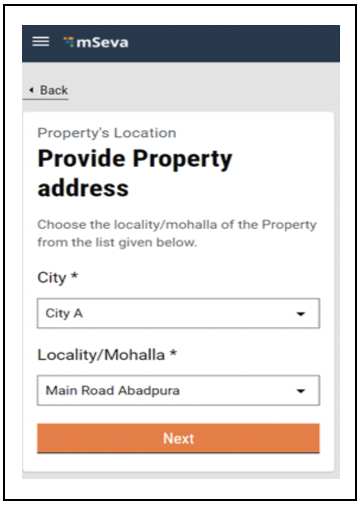 mSeva
Back
Property's Location
Provide Property
address
Choose the locality/mohalla of the Property
from the list given below.
City *
City A
Locality/Mohalla *
Main Road Abadpura
Next